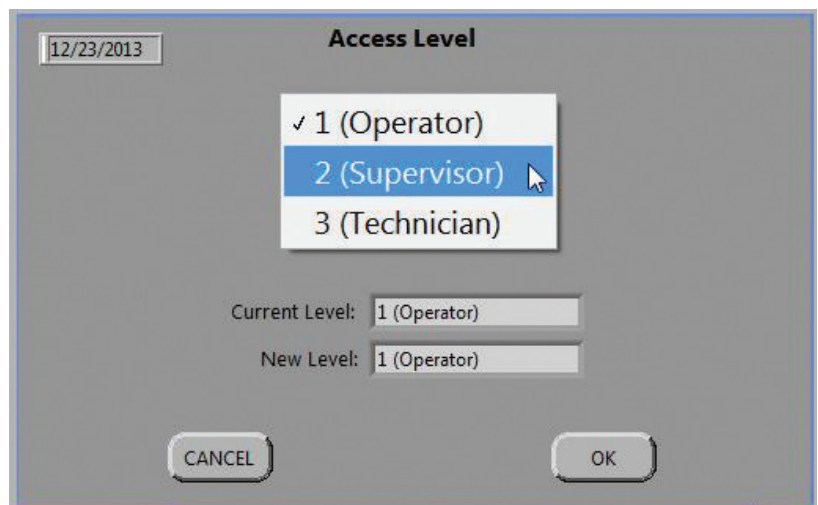 12/23/2013
Access Level
✓ 1 (Operator)
2 (Supervisor)
3 (Technician)
Current Level: 1 (Operator)
New Level: 1 (Operator)
CANCEL OK